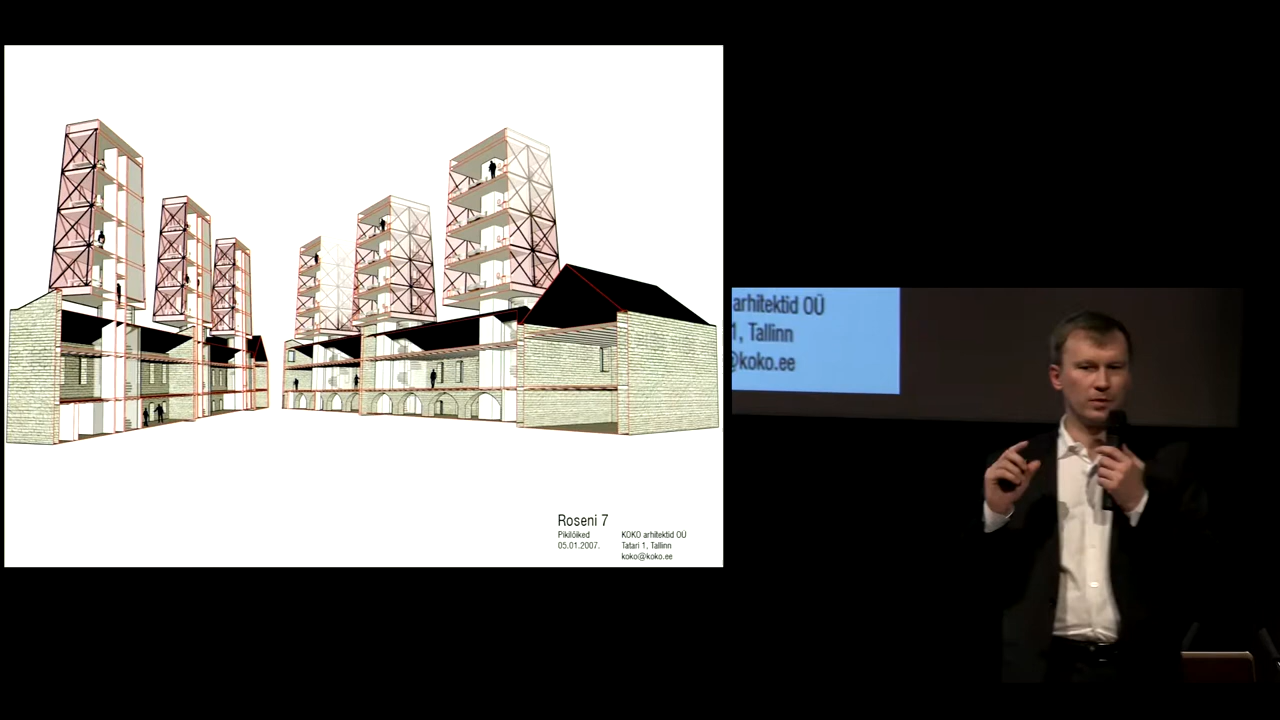 Roseni 7
Pikilõiked
05.01.2007.
KOKO arhitektid OÜ
Tatari 1, Tallinn
koko@koko.ee
arhitektid OÜ
1, Tallinn
@koko.ee